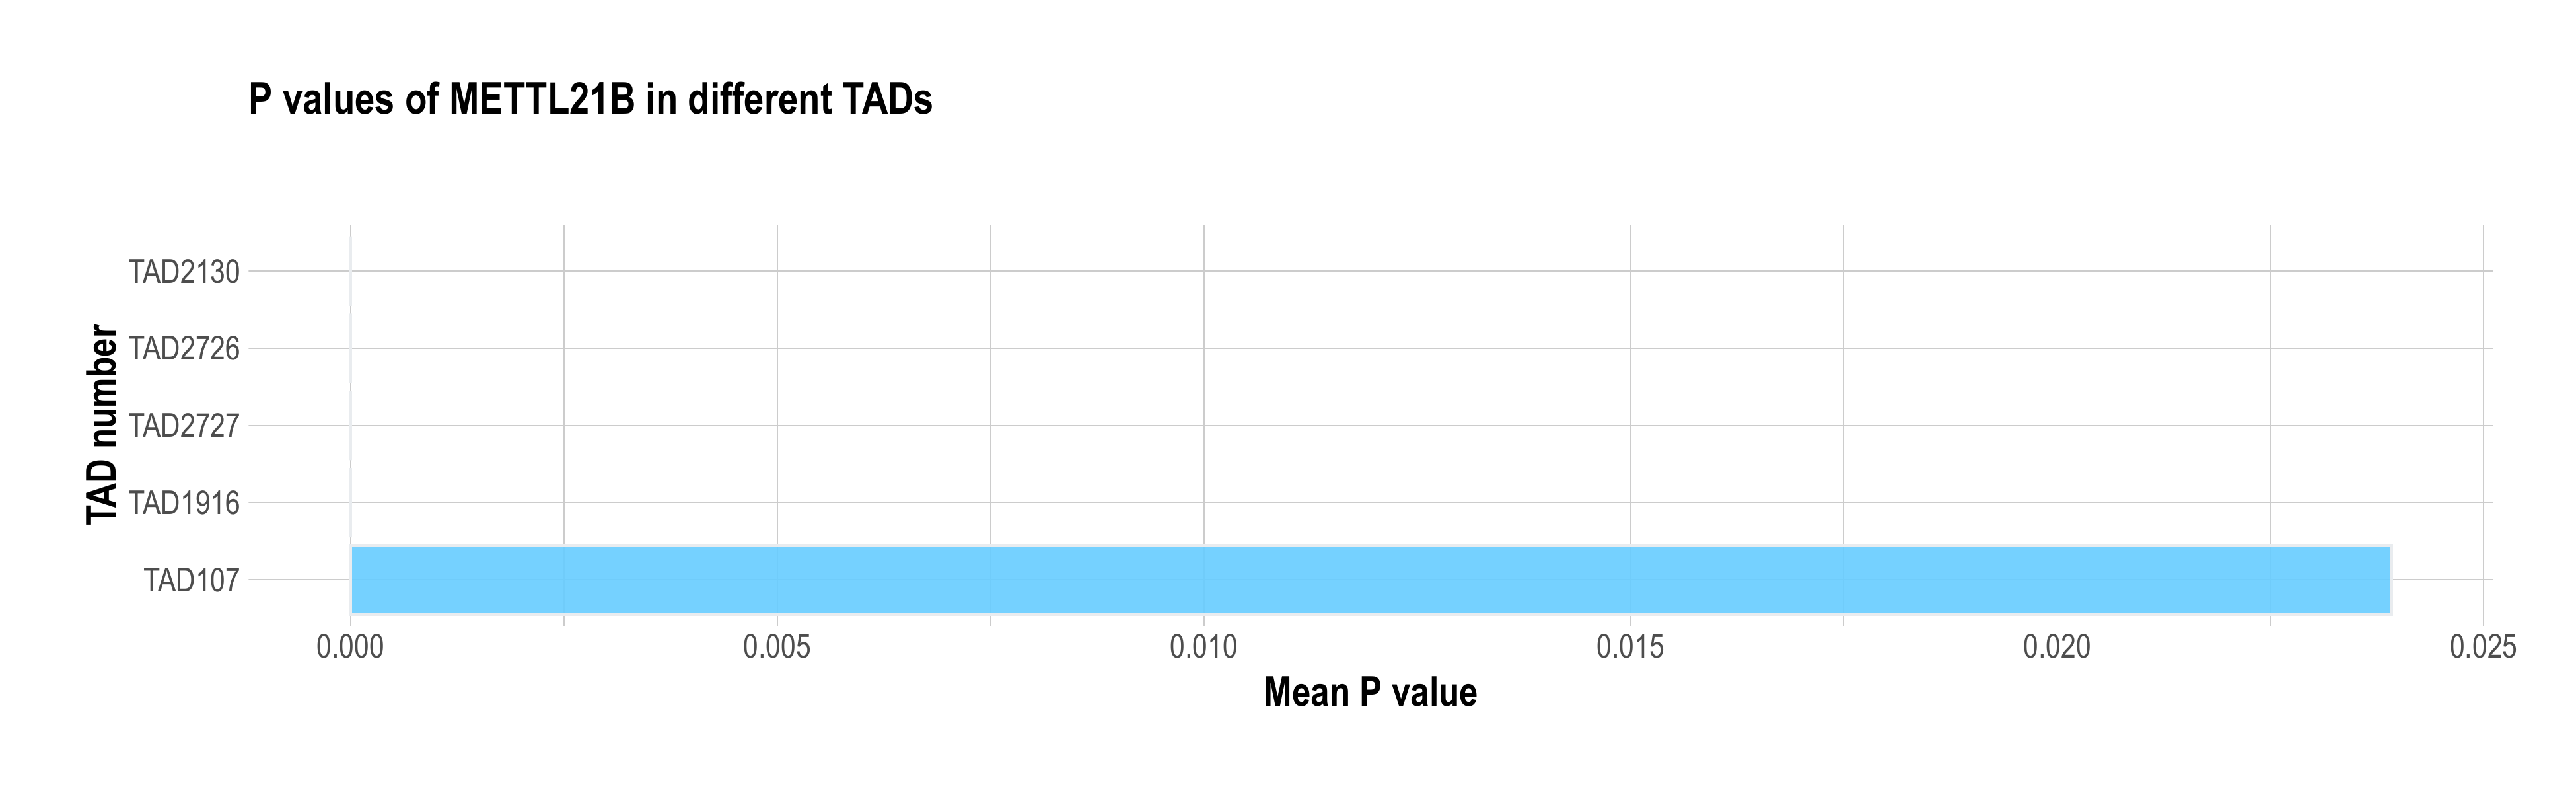 P values of METTL21B in different TADs
TAD number
TAD2130
TAD2726
TAD2727
TAD1916
TAD107
0.000 0.005 0.010 0.015 0.020 0.025
Mean P value